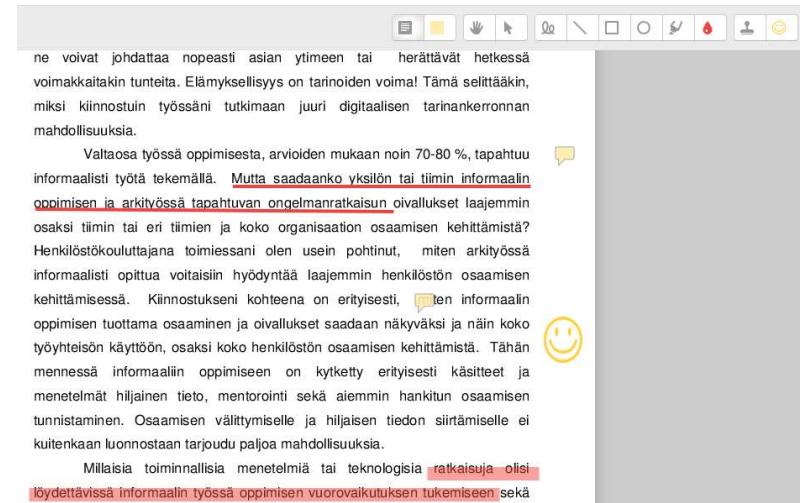 ne voivat johdattaa nopeasti asian ytimeen tai herättävät hetkessä
voimakkaitakin tunteita. Elämyksellisyys on tarinoiden voima! Tämä selittääkin,
miksi kiinnostuin työssäni tutkimaan juuri digitaalisen tarinankerronnan
mahdollisuuksia.
Valtaosa työssä oppimisesta, arvioiden mukaan noin 70-80 %, tapahtuu
informaalisti työtä tekemällä. Mutta saadaanko yksilön tai tiimin informaalin
oppimisen ja arkityössä tapahtuvan ongelmanratkaisun oivallukset laajemmin
osaksi tiimin tai eri tiimien ja koko organisaation osaamisen kehittämistä?
Henkilöstökouluttajana toimiessani olen usein pohtinut, miten arkityössä
informaalisti opittua voitaisiin hyödyntää laajemmin henkilöstön osaamisen
kehittämisessä. Kiinnostukseni kohteena on erityisesti, miten informaalin
oppimisen tuottama osaaminen ja oivallukset saadaan näkyväksi ja näin koko
työyhteisön käyttöön, osaksi koko henkilöstön osaamisen kehittämistä. Tähän
mennessä informaaliin oppimiseen on kytketty erityisesti käsitteet ja
menetelmät hiljainen tieto, mentorointi sekä aiemmin hankitun osaamisen
tunnistaminen. Osaamisen välittymiselle ja hiljaisen tiedon siirtämiselle ei
kuitenkaan luonnostaan tarjoudu paljoa mahdollisuuksia.
Millaisia toiminnallisia menetelmiä tai teknologisia ratkaisuja olisi
löydettävissä informaalin työssä oppimisen vuorovaikutuksen tukemiseen sekä